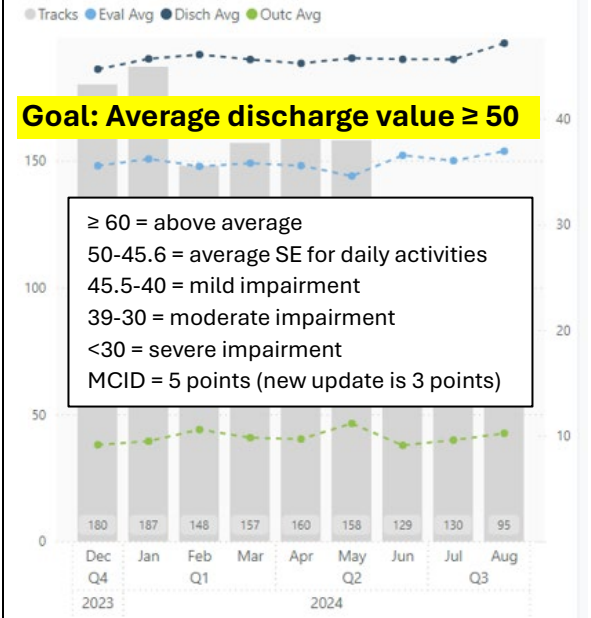 Tracks Eval Avg Disch Avg Outc Avg
Goal: Average discharge value ≥ 50
40
150
≥ 60 = above average
50-45.6 = average SE for daily activities
45.5-40 = mild impairment
39-30 = moderate impairment
<30 = severe impairment
MCID = 5 points (new update is 3 points)
30
100
20
50
10
180 187 148 157 160 158 129 130 95
0
Dec Jan Feb Mar Apr May Jun Jul Aug
Q4 Q1 Q2 Q3
2023 2024